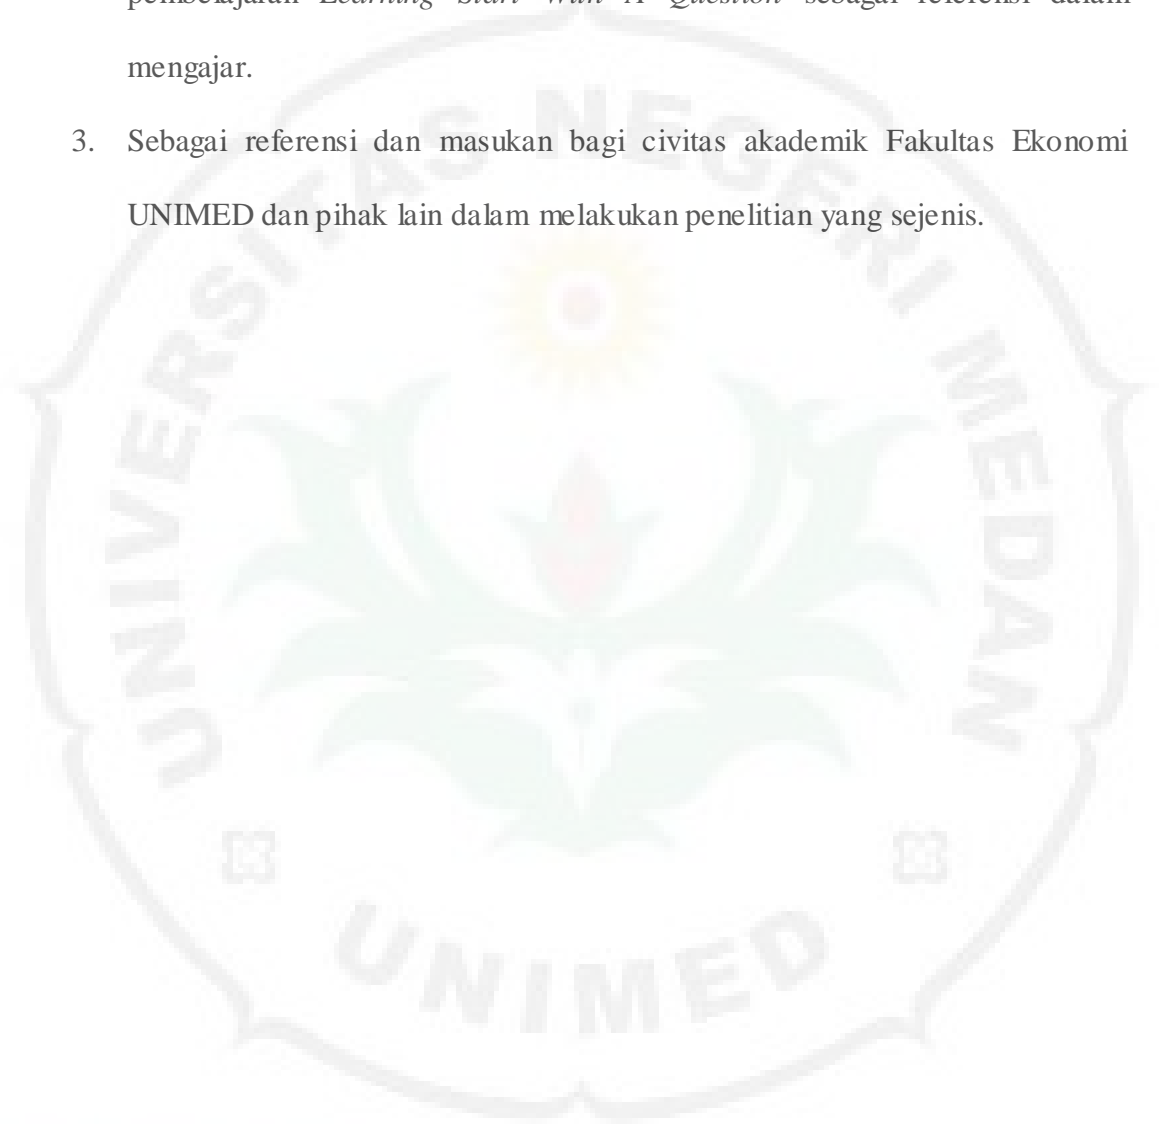 pembelajaran Learning Start With A Question sebagai referensi dalam
mengajar.
3. Sebagai referensi dan masukan bagi civitas akademik Fakultas Ekonomi
UNIMED dan pihak lain dalam melakukan penelitian yang sejenis.
UNIVERSITAS NEGERI MEDAN
UNIMED